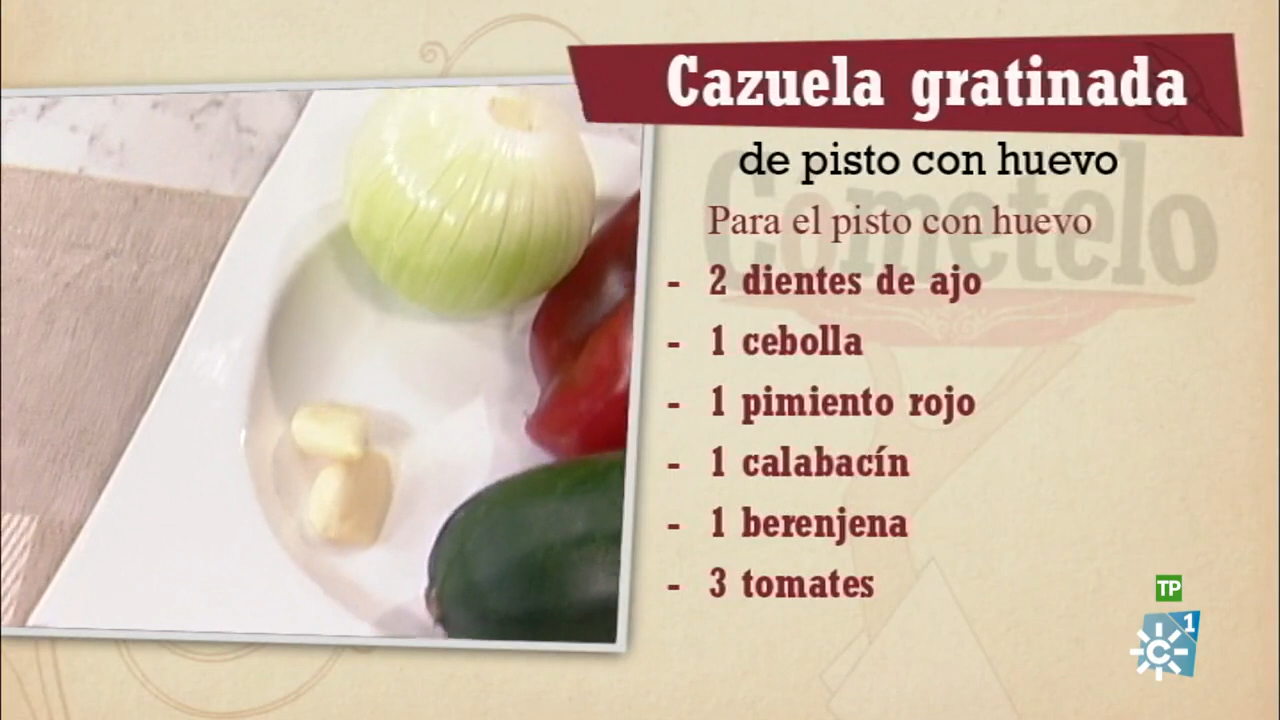 Cazuela gratinada
de pisto con huevo
Cometelo
Para el pisto con huevo
- 2 dientes de ajo
- 1 cebolla
- 1 pimiento rojo
- 1 calabacín
- 1 berenjena
- 3 tomates
TP
1
C